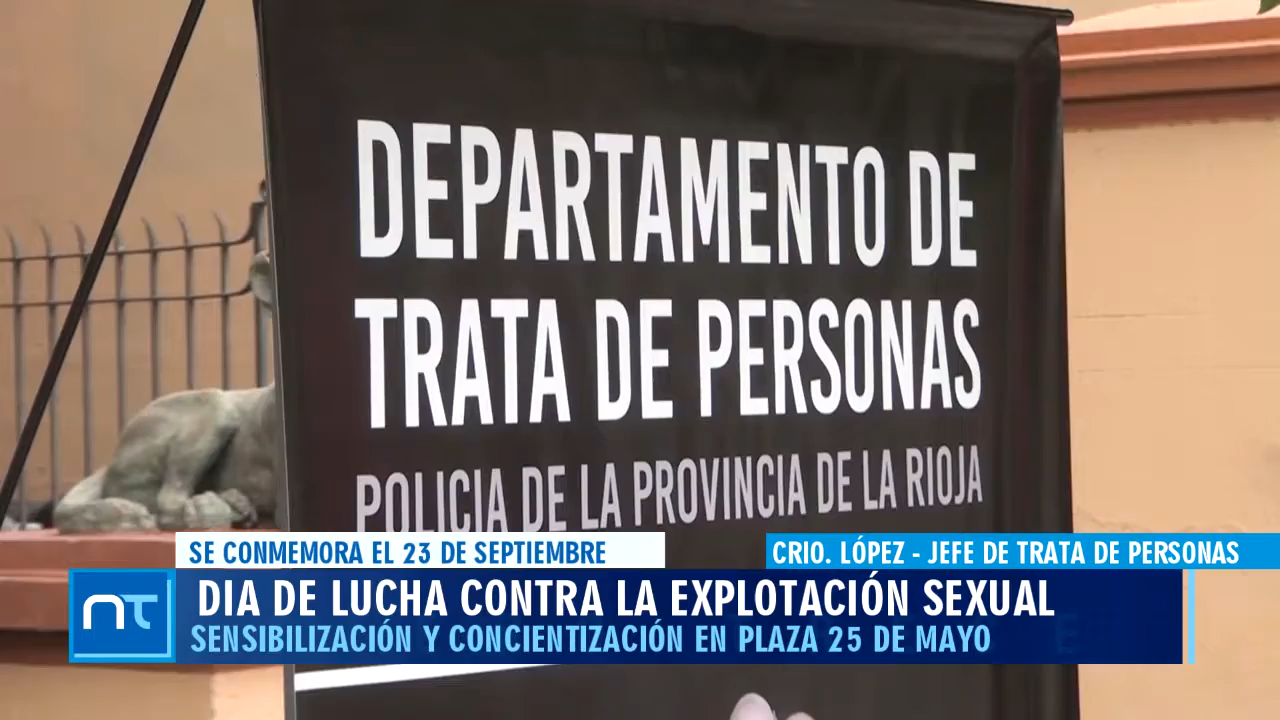 DEPARTAMENTO DE
TRATA DE PERSONAS
POLICIA DE LA PROVINCIA DE LA RIOJA
SE CONMEMORA EL 23 DE SEPTIEMBRE
CRIO. LÓPEZ - JEFE DE TRATA DE PERSONAS
NT
DIA DE LUCHA CONTRA LA EXPLOTACIÓN SEXUAL
SENSIBILIZACIÓN Y CONCIENTIZACIÓN EN PLAZA 25 DE MAYO